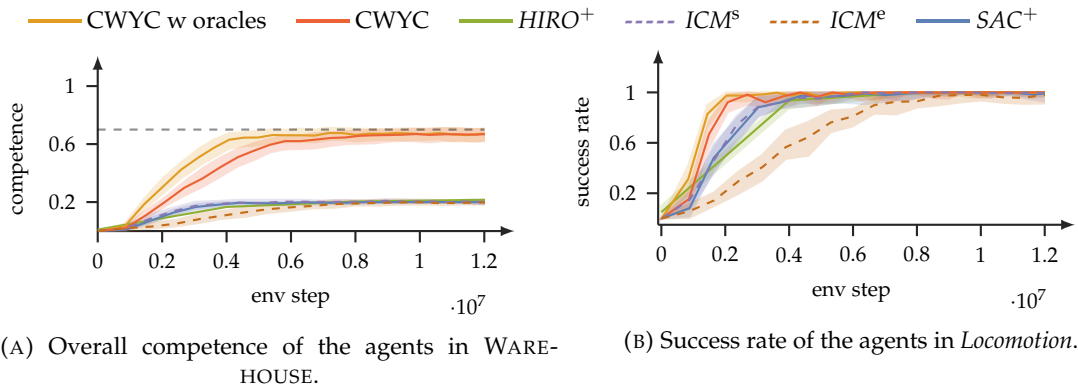 CWYC w oracles CWYC HIRO⁺ ICMˢ ICMᵉ SAC⁺
competence
1
0.6
0.2
0 0.2 0.4 0.6 0.8 1 1.2
env step
·10⁷
(A) Overall competence of the agents in WARE-
HOUSE.
success rate
1
0.6
0.2
0 0.2 0.4 0.6 0.8 1 1.2
env step
·10⁷
(B) Success rate of the agents in Locomotion.